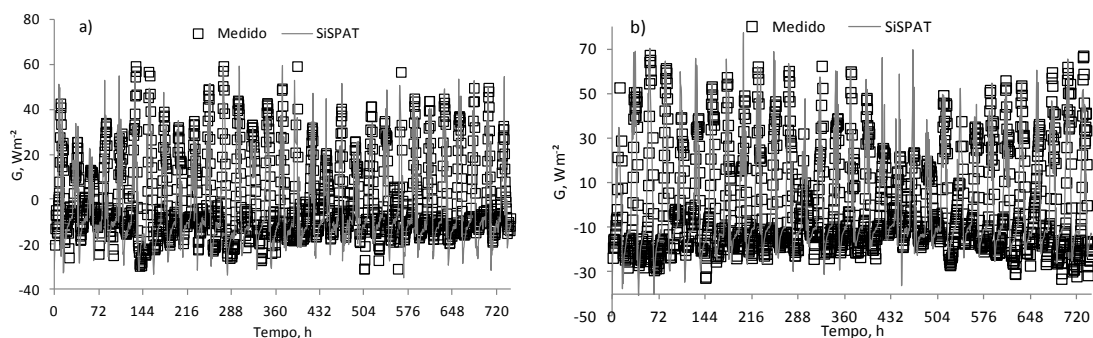 a)
Medido
SiSPAT
G, Wm⁻²
80
60
40
20
0
-20
-40
0 72 144 216 288 360 432 504 576 648 720
Tempo, h
b)
Medido
SiSPAT
G, Wm⁻²
70
50
30
10
-10
-30
-50
0 72 144 216 288 360 432 504 576 648 720
Tempo, h